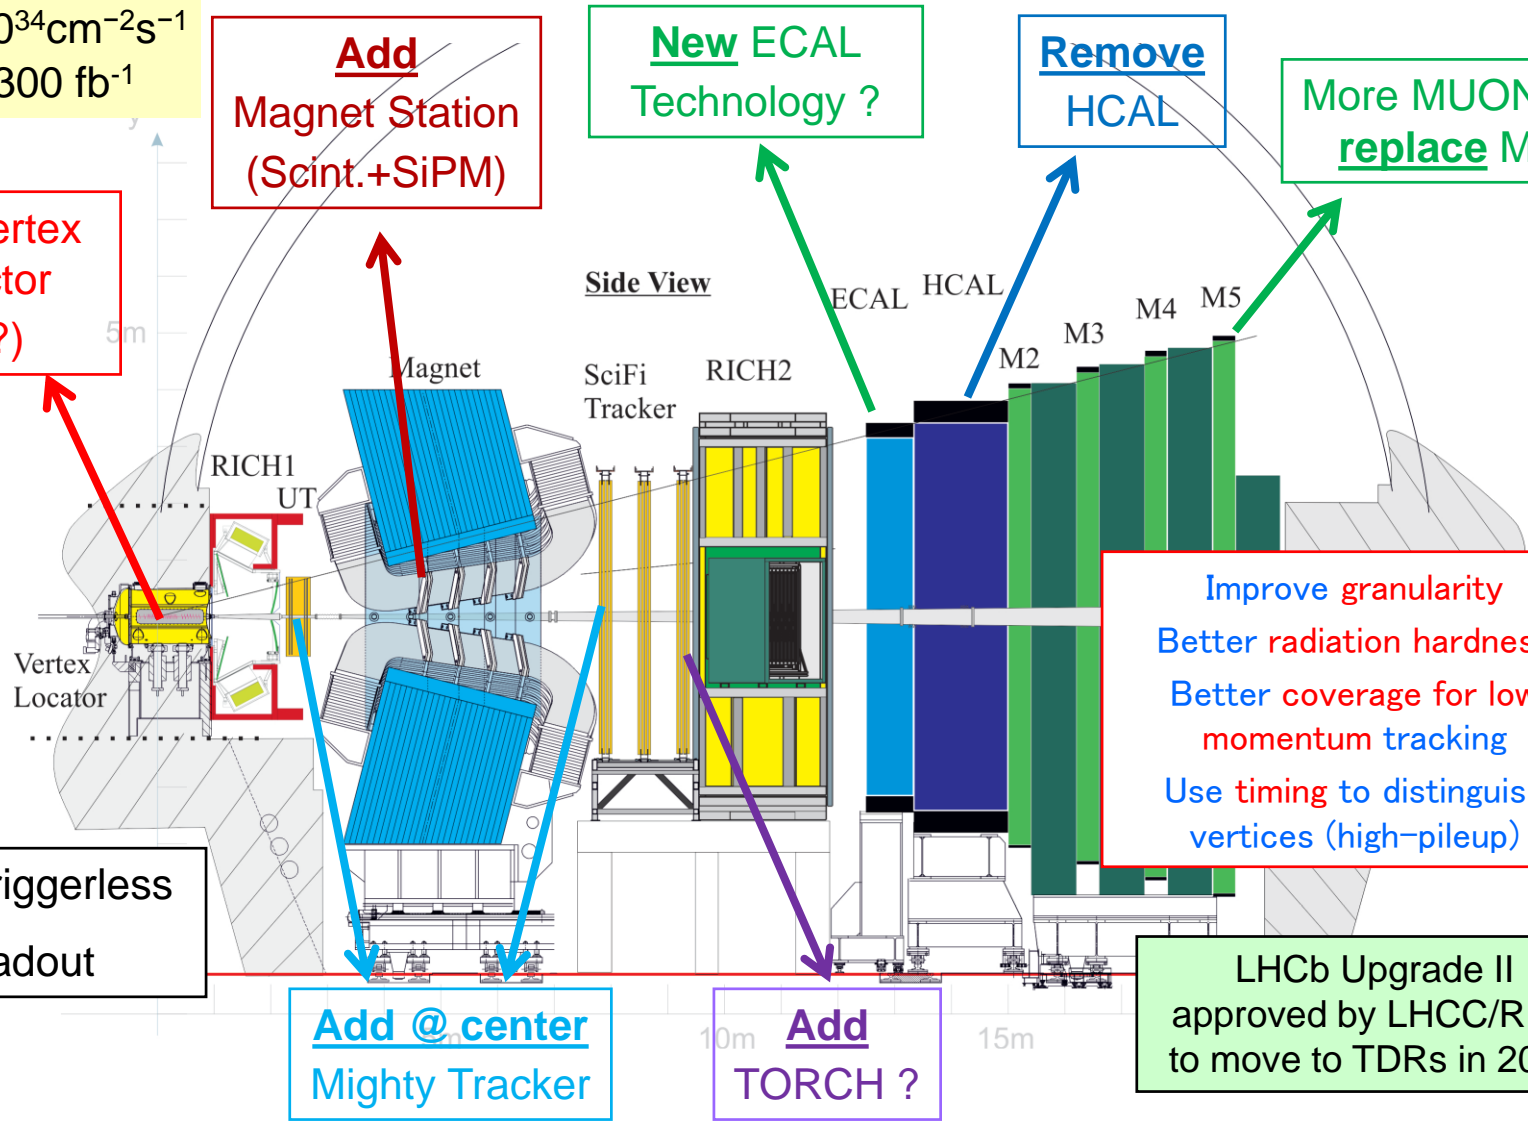 0³⁴cm⁻²s⁻¹
300 fb⁻¹
Add
Magnet Station
(Scint.+SiPM)
New ECAL
Technology ?
Remove
HCAL
More MUON
replace M
ertex
ctor
?)
y
5m
Side View
ECAL
HCAL
M2
M3
M4
M5
Magnet
SciFi
Tracker
RICH2
RICH1
UT
Vertex
Locator
Improve granularity
Better radiation hardness
Better coverage for low
momentum tracking
Use timing to distinguis
vertices (high-pileup)
riggerless
adout
Add @ center
Mighty Tracker
10m
Add
TORCH ?
15m
LHCb Upgrade II
approved by LHCC/R
to move to TDRs in 20